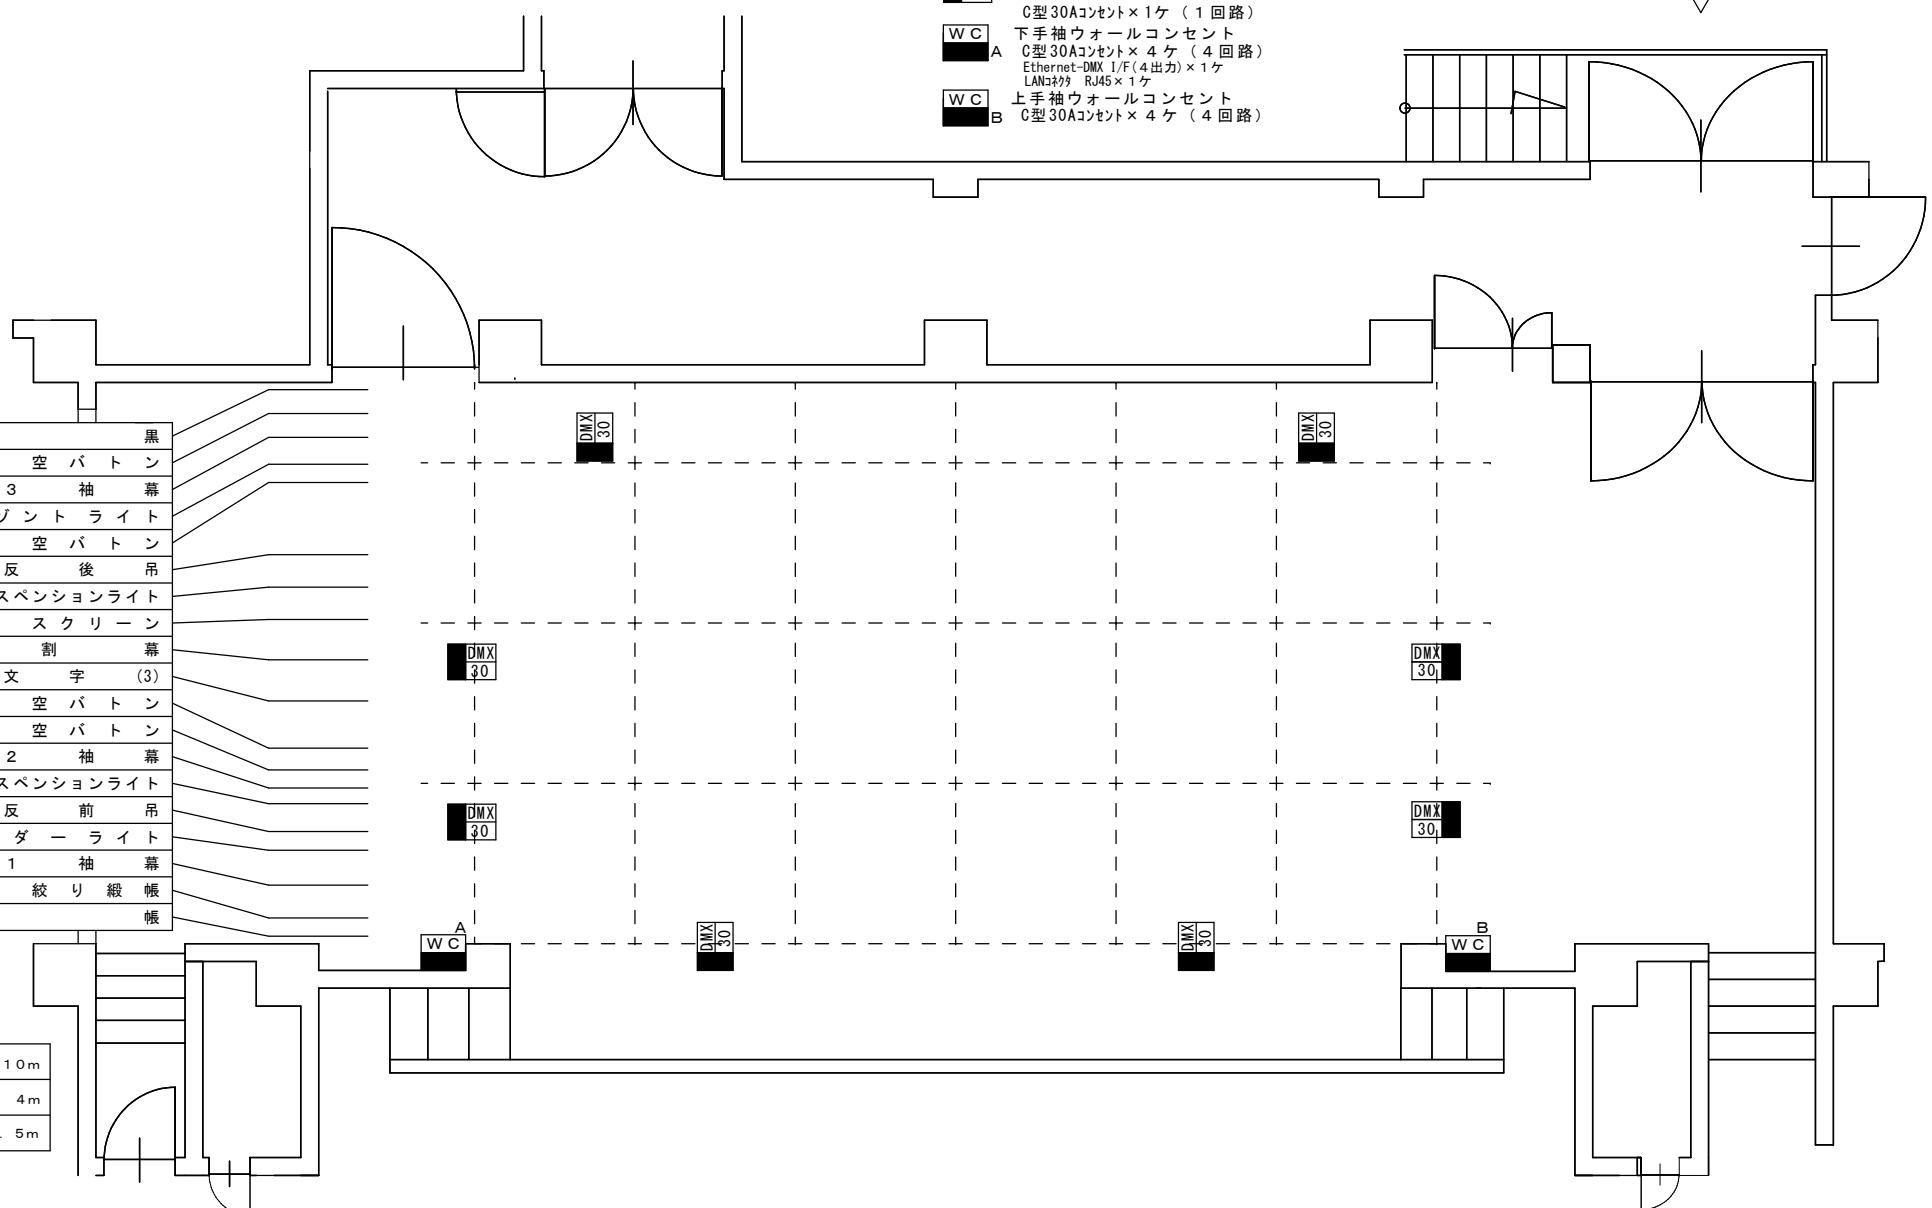 C型30Aコンセント×1ケ （1回路）
WC 下手袖ウォールコンセント
A C型30Aコンセント×4ケ （4回路）
Ethernet-DMX I/F(4出力)×1ケ
LANコネクタ RJ45×1ケ
WC 上手袖ウォールコンセント
B C型30Aコンセント×4ケ （4回路）
黒
空バトン
3 袖幕
ゾントライト
空バトン
反後吊
スペンションライト
スクリーン
割幕
文字(3)
空バトン
空バトン
2 袖幕
スペンションライト
反前吊
ダーライト
1 袖幕
絞り緞帳
帳
DMX
30
DMX
30
DMX
30
DMX
30
DMX
30
DMX
30
A
WC
DMX
30
DMX
30
B
WC
10m
4m
5m